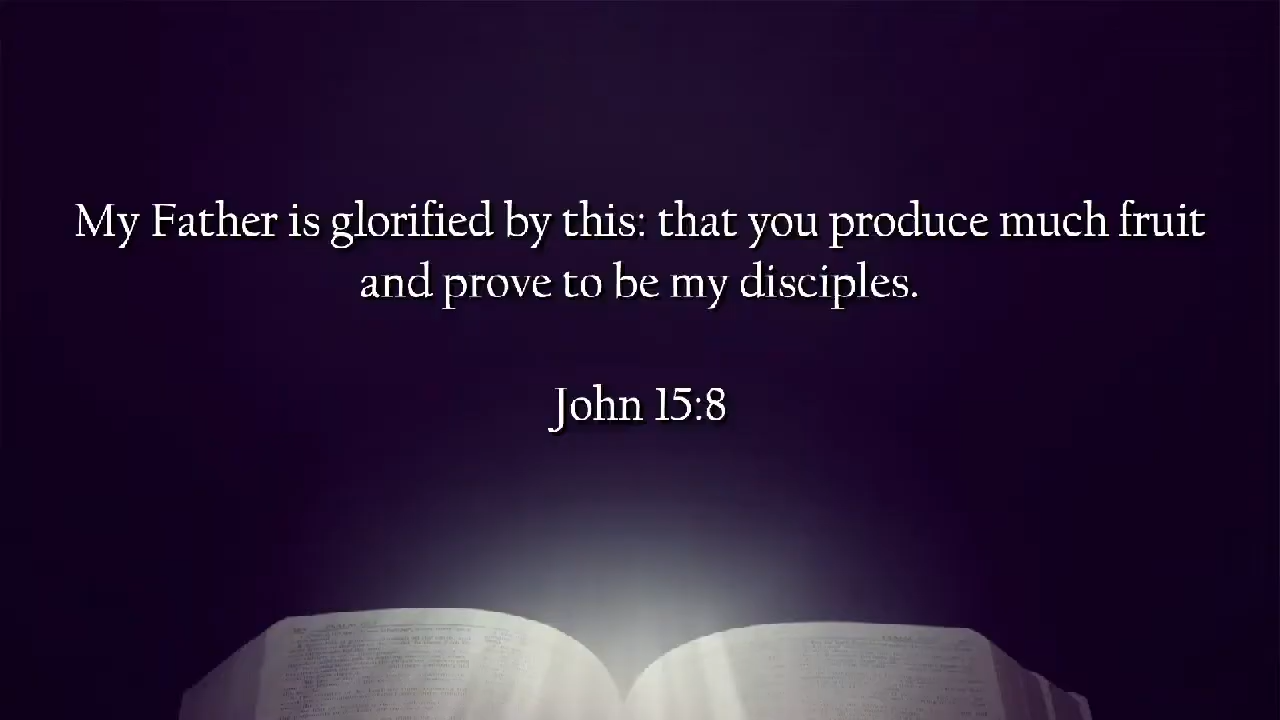 My Father is glorified by this: that you produce much fruit
and prove to be my disciples.
John 15:8